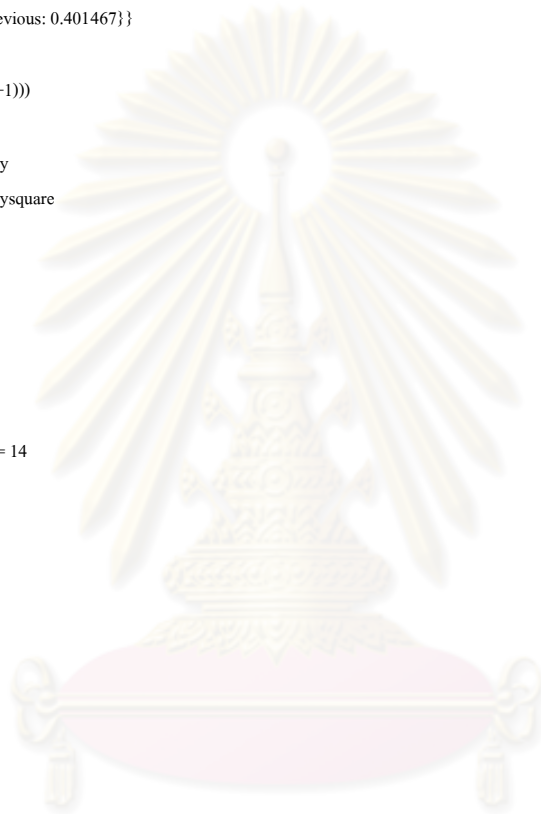 evious: 0.401467}}
-1)))
y
ysquare
= 14